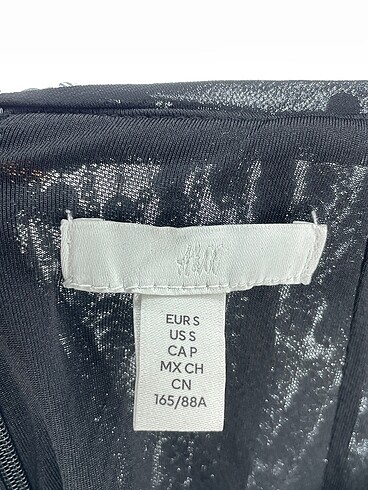 H&M
EUR S
US S
CA P
MX CH
CN
165/88A